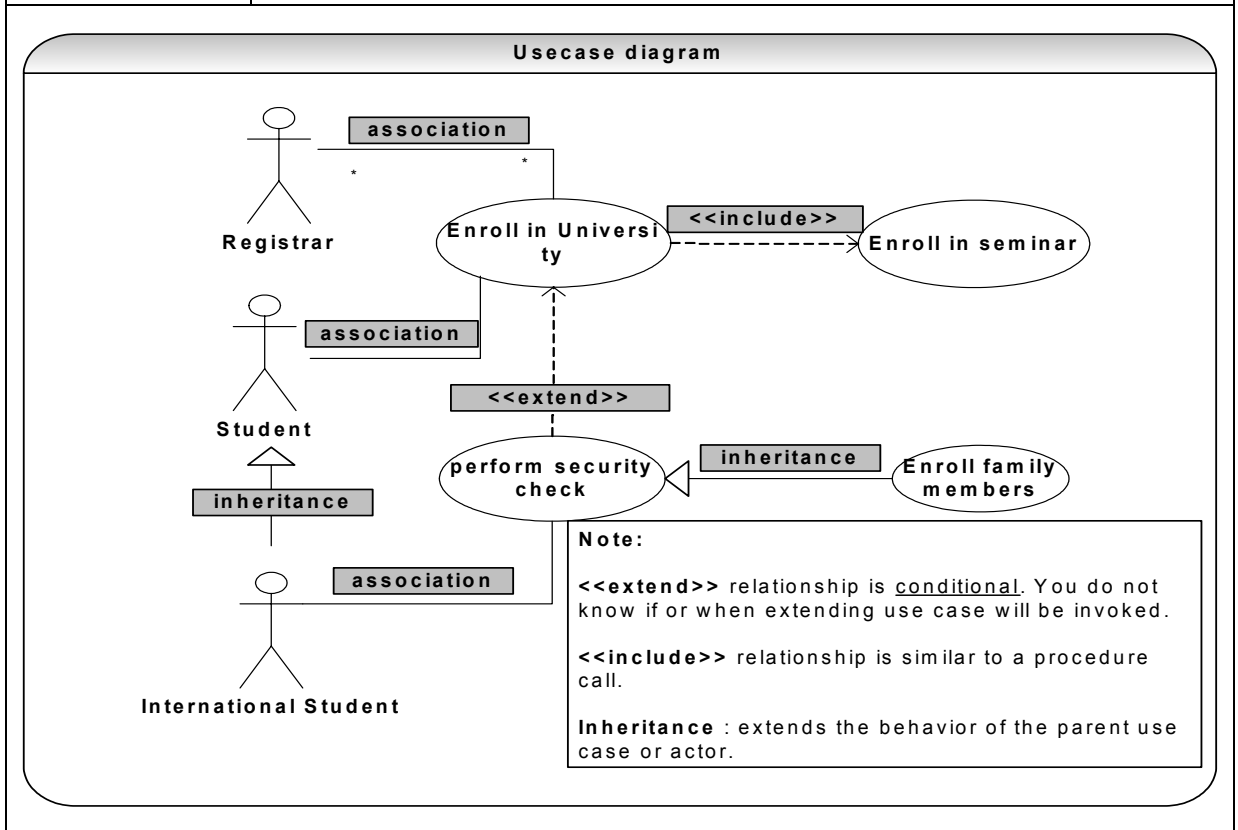 Usecase diagram
association
*
*
Registrar
Enroll in Universi
ty
<<include>>
Enroll in seminar
association
Student
<<extend>>
inheritance
perform security
check
inheritance
Enroll family
members
association
International Student
Note:
<<extend>> relationship is conditional. You do not
know if or when extending use case will be invoked.
<<include>> relationship is similar to a procedure
call.
Inheritance : extends the behavior of the parent use
case or actor.